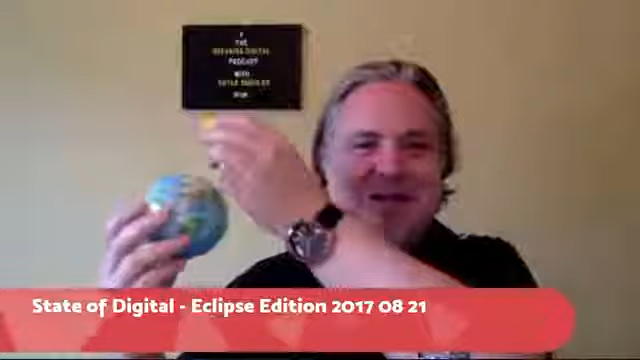 THE
PODCAST
WITH
State of Digital - Eclipse Edition 2017 08 21